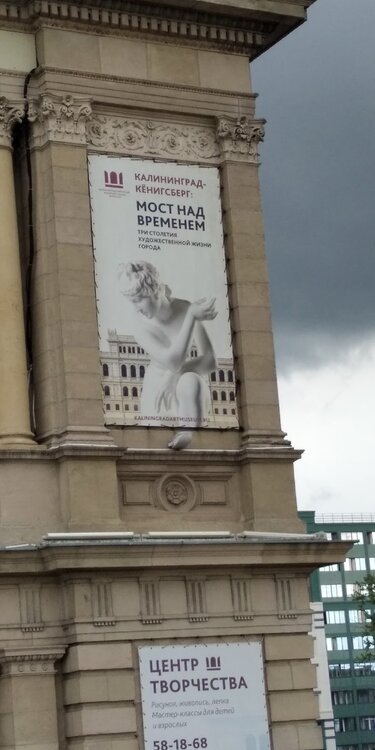 КАЛИНИНГРАД-
КЁНИГСБЕРГ:
МОСТ НАД
ВРЕМЕНЕМ
ТРИ СТОЛЕТИЯ
ХУДОЖЕСТВЕННОЙ ЖИЗНИ
ГОРОДА
KALININGRADARTMUSEUM.RU
ЦЕНТР
ТВОРЧЕСТВА
Рисунок, живопись, лепка
Мастер-классы для детей
и взрослых
58-18-68